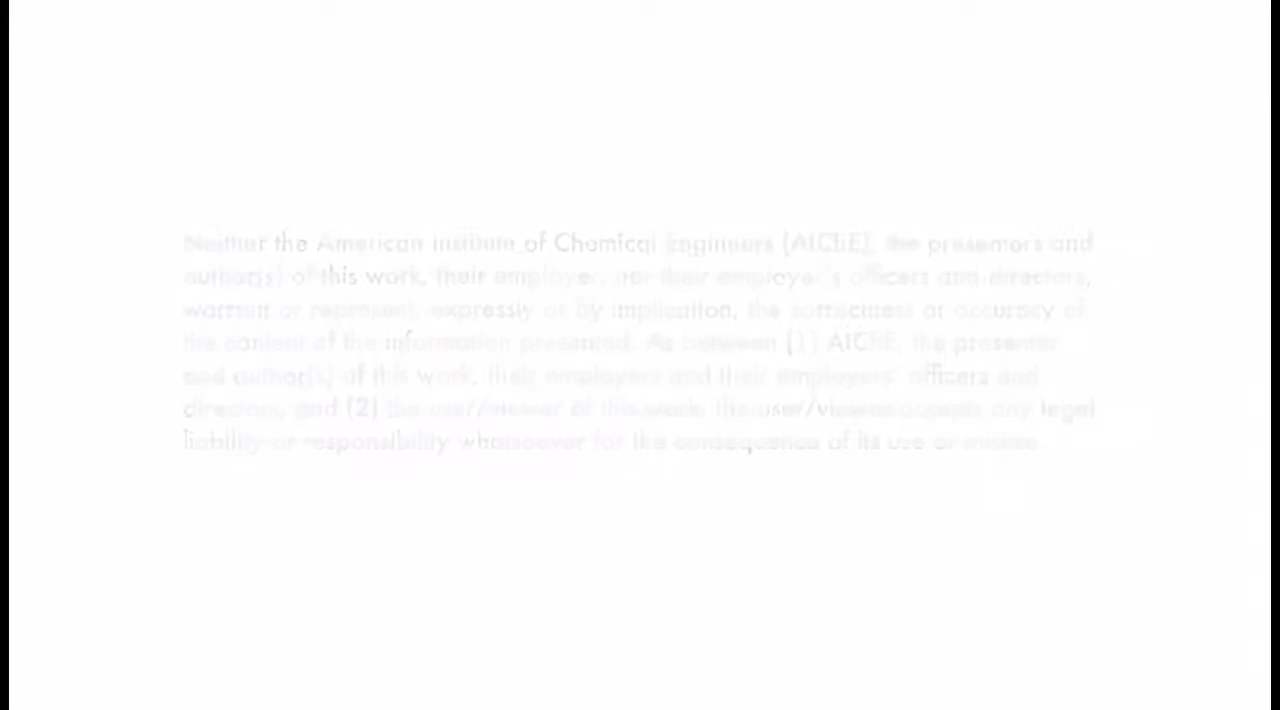 Neither the American Institute of Chemical Engineers (AIChE), the presenters and
author(s) of this work, their employer, nor their employer's officers and directors,
warrant or represent, expressly or by implication, the correctness or accuracy of
the content of the information presented. As between (1) AIChE, the presenter
and author(s) of this work, their employers and their employers' officers and
directors, and (2) the user/viewer of this work, the user/viewer accepts any legal
liability or responsibility whatsoever for the consequence of its use or misuse.